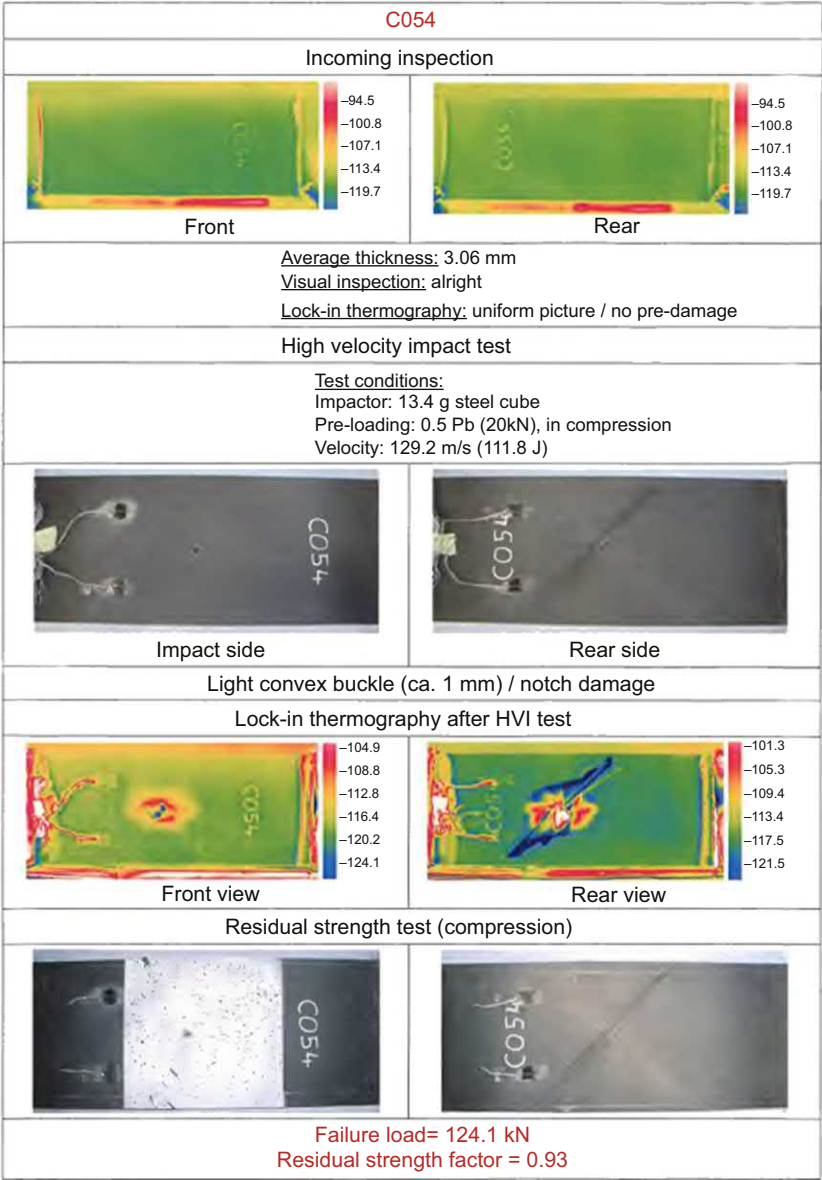 C054
Incoming inspection
C054
–94.5
–100.8
–107.1
–113.4
–119.7
Front
C054
–94.5
–100.8
–107.1
–113.4
–119.7
Rear
Average thickness: 3.06 mm
Visual inspection: alright
Lock-in thermography: uniform picture / no pre-damage
High velocity impact test
Test conditions:
Impactor: 13.4 g steel cube
Pre-loading: 0.5 Pb (20kN), in compression
Velocity: 129.2 m/s (111.8 J)
C054
Impact side
C054
Rear side
Light convex buckle (ca. 1 mm) / notch damage
Lock-in thermography after HVI test
C054
–104.9
–108.8
–112.8
–116.4
–120.2
–124.1
Front view
–101.3
–105.3
–109.4
–113.4
–117.5
–121.5
Rear view
Residual strength test (compression)
C054
C054
Failure load= 124.1 kN
Residual strength factor = 0.93